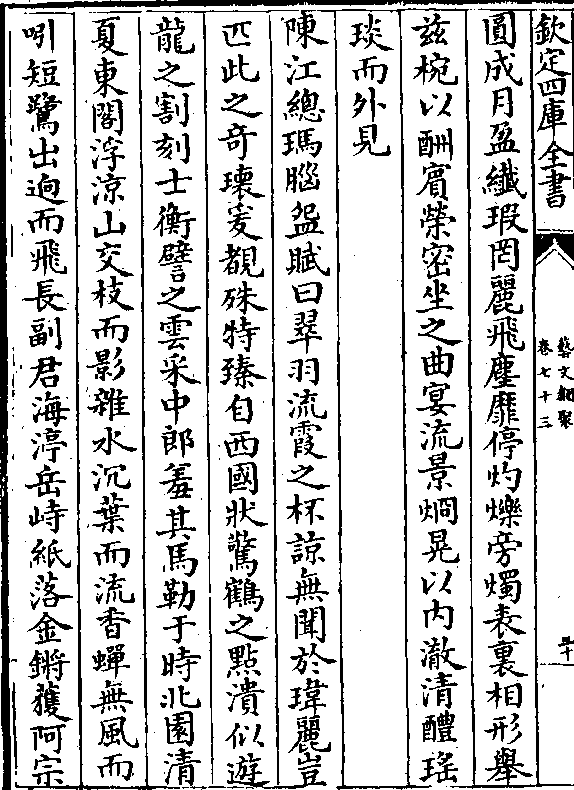 欽定四庫全書
藝文類聚
卷七十三
二十
圓成月盈纖瑕罔麗飛塵靡停灼爍旁燭表裏相形舉
兹椀以酬賓榮密坐之曲宴流景炯晃以内澈清醴瑤
琰而外見
陳江總瑪腦盌賦曰翠羽流霞之杯諒無聞於瑋麗豈
匹此之奇瓌爰覩殊特臻自西國狀驚鶴之點潰似遊
龍之割刻士衡譬之雲采中郎羞其馬勒于時北園清
夏東閣浮涼山交枝而影雜水沉葉而流香蟬無風而
吟短鷺出逈而飛長副君海渟岳峙紙落金鏘獲阿宗